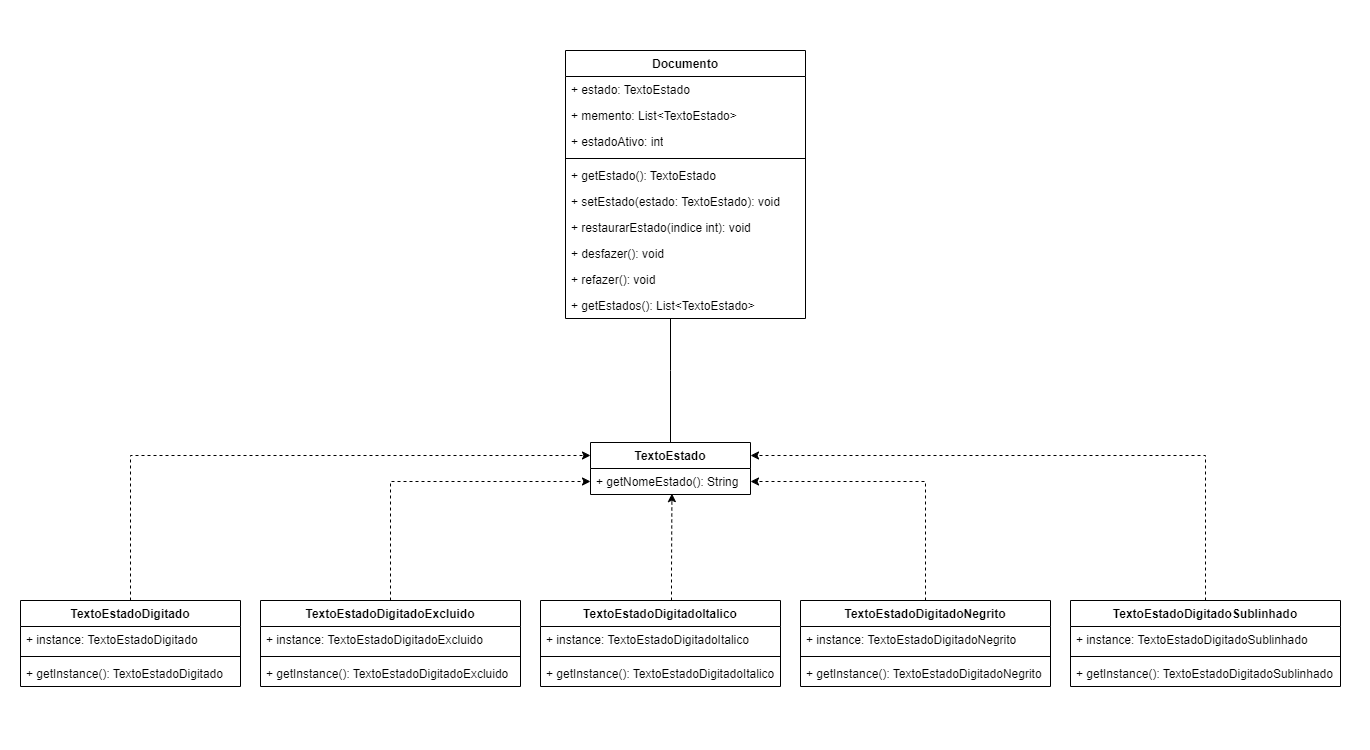 Documento
+ estado: TextoEstado
+ memento: List<TextoEstado>
+ estadoAtivo: int
+ getEstado(): TextoEstado
+ setEstado(estado: TextoEstado): void
+ restaurarEstado(indice int): void
+ desfazer(): void
+ refazer(): void
+ getEstados(): List<TextoEstado>
TextoEstado
+ getNomeEstado(): String
TextoEstadoDigitado
+ instance: TextoEstadoDigitado
+ getInstance(): TextoEstadoDigitado
TextoEstadoDigitadoExcluido
+ instance: TextoEstadoDigitadoExcluido
+ getInstance(): TextoEstadoDigitadoExcluido
TextoEstadoDigitadoItalico
+ instance: TextoEstadoDigitadoItalico
+ getInstance(): TextoEstadoDigitadoItalico
TextoEstadoDigitadoNegrito
+ instance: TextoEstadoDigitadoNegrito
+ getInstance(): TextoEstadoDigitadoNegrito
TextoEstadoDigitadoSublinhado
+ instance: TextoEstadoDigitadoSublinhado
+ getInstance(): TextoEstadoDigitadoSublinhado